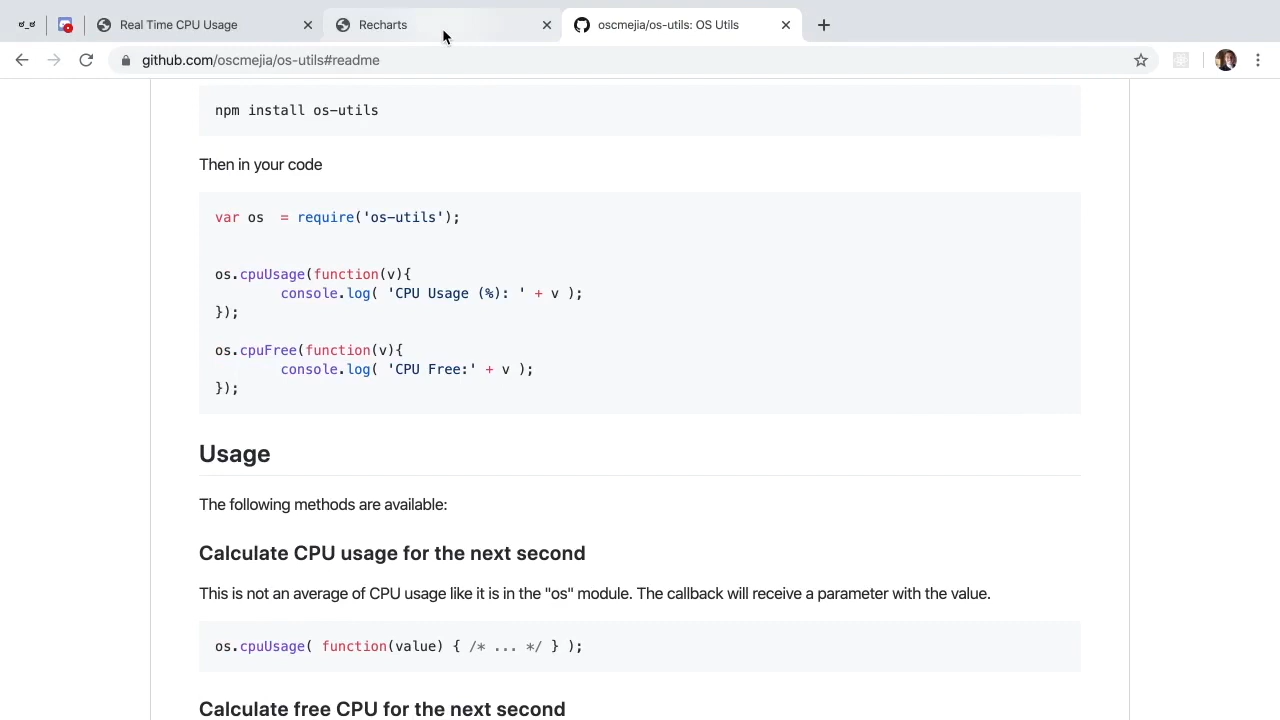 Real Time CPU Usage
Recharts
oscmejia/os-utils: OS Utils
github.com/oscmejia/os-utils#readme
npm install os-utils
Then in your code
var os  = require('os-utils');
os.cpuUsage(function(v){
        console.log( 'CPU Usage (%): ' + v );
});
os.cpuFree(function(v){
        console.log( 'CPU Free:' + v );
});
Usage
The following methods are available:
Calculate CPU usage for the next second
This is not an average of CPU usage like it is in the "os" module. The callback will receive a parameter with the value.
os.cpuUsage( function(value) { /* ... */ } );
Calculate free CPU for the next second